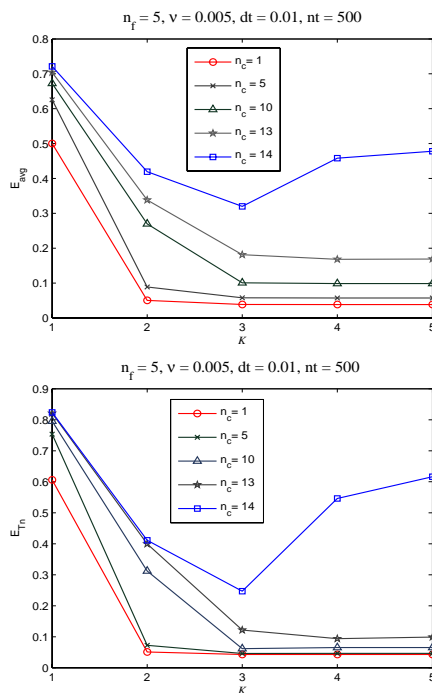 n_f = 5, ν = 0.005, dt = 0.01, nt = 500
0.8
0.7
0.6
0.5
0.4
0.3
0.2
0.1
0
E_avg
n_c = 1
n_c = 5
n_c = 10
n_c = 13
n_c = 14
1 2 3 4 5
K
n_f = 5, ν = 0.005, dt = 0.01, nt = 500
0.9
0.8
0.7
0.6
0.5
0.4
0.3
0.2
0.1
0
E_Tn
n_c = 1
n_c = 5
n_c = 10
n_c = 13
n_c = 14
1 2 3 4 5
K